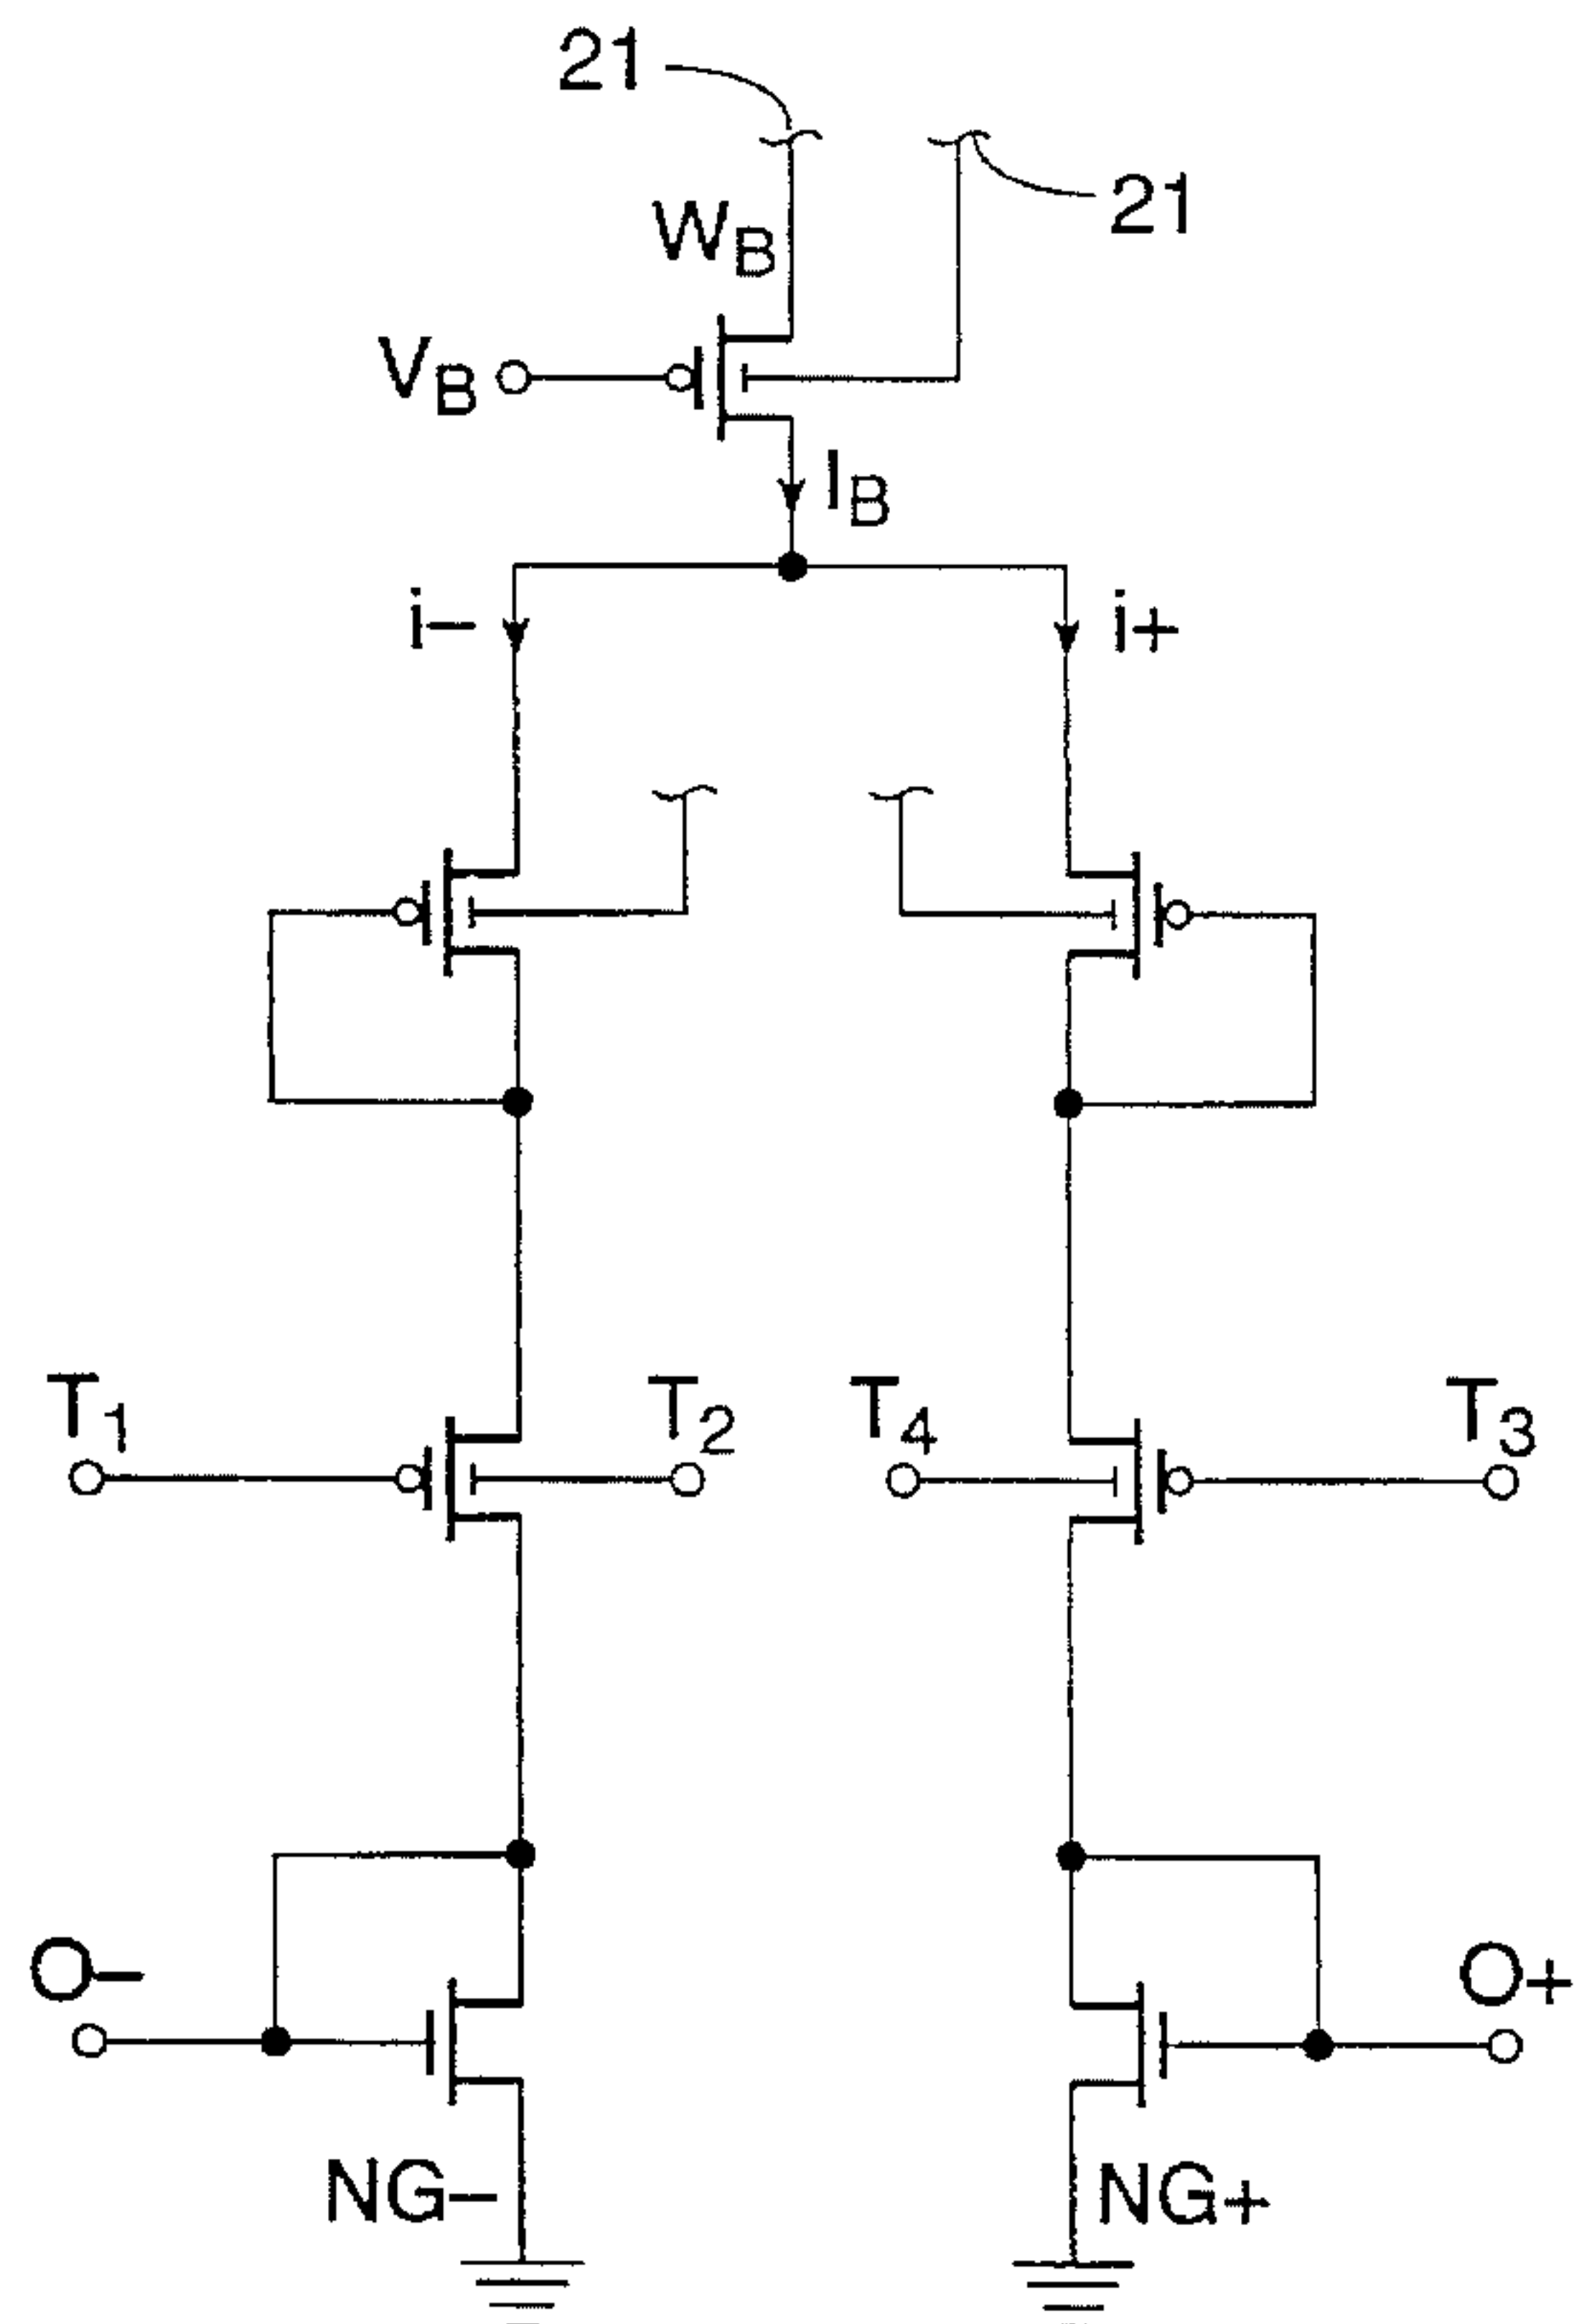 21
21
W_B
V_B
I_B
i−
i+
T_1
T_2
T_4
T_3
O−
O+
NG−
NG+